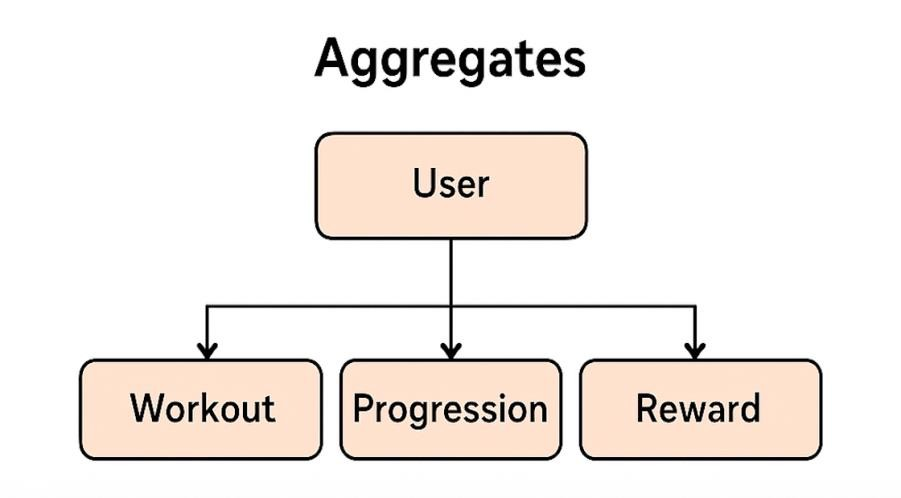 Aggregates
User
Workout
Progression
Reward